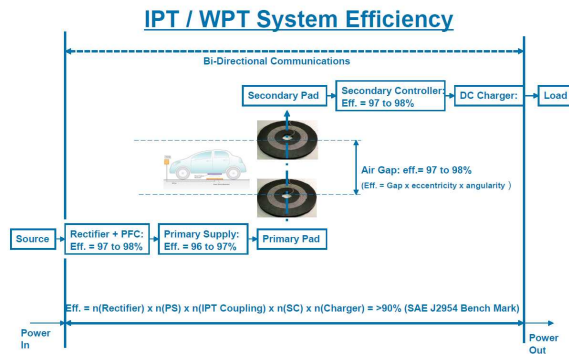 IPT / WPT System Efficiency
Bi-Directional Communications
Secondary Pad
Secondary Controller:
Eff. = 97 to 98%
DC Charger:
Load
Air Gap: eff.= 97 to 98%
(Eff. = Gap x eccentricity x angularity )
Source
Rectifier + PFC:
Eff. = 97 to 98%
Primary Supply:
Eff. = 96 to 97%
Primary Pad
Eff. = n(Rectifier) x n(PS) x n(IPT Coupling) x n(SC) x n(Charger) = >90% (SAE J2954 Bench Mark)
Power
In
Power
Out